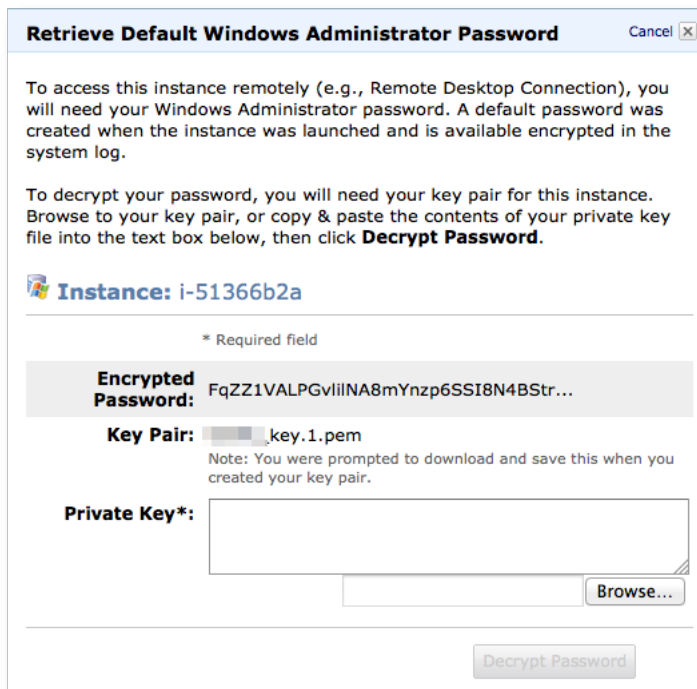 Retrieve Default Windows Administrator Password Cancel
To access this instance remotely (e.g., Remote Desktop Connection), you
will need your Windows Administrator password. A default password was
created when the instance was launched and is available encrypted in the
system log.
To decrypt your password, you will need your key pair for this instance.
Browse to your key pair, or copy & paste the contents of your private key
file into the text box below, then click Decrypt Password.
Instance: i-51366b2a
* Required field
Encrypted
Password: FqZZ1VALPGvlilNA8mYnzp6SSI8N4BStr...
Key Pair: _key.1.pem
Note: You were prompted to download and save this when you
created your key pair.
Private Key*:
Browse...
Decrypt Password